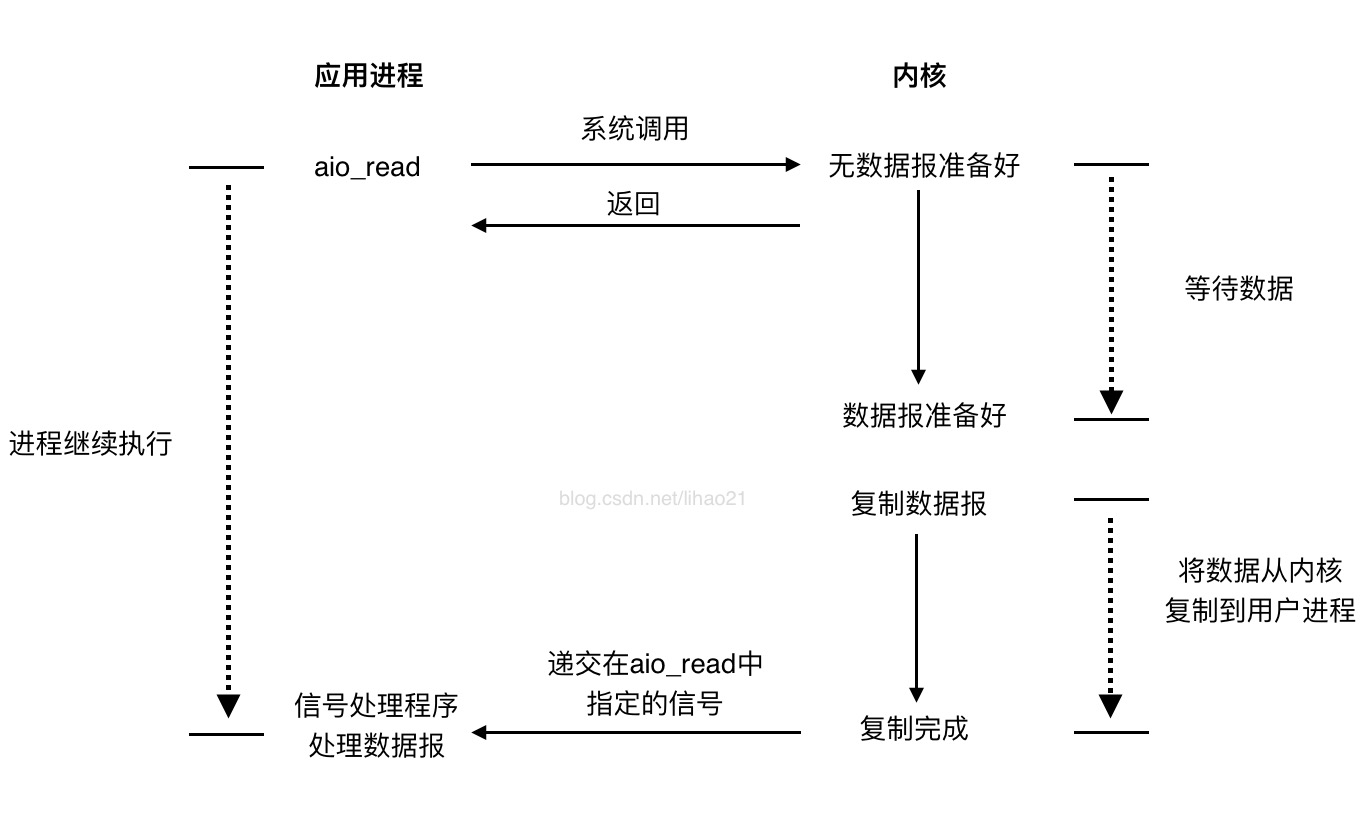 应用进程
内核
系统调用
aio_read
无数据报准备好
返回
等待数据
数据报准备好
进程继续执行
blog.csdn.net/lihao21
复制数据报
将数据从内核
复制到用户进程
递交在aio_read中
指定的信号
信号处理程序
处理数据报
复制完成